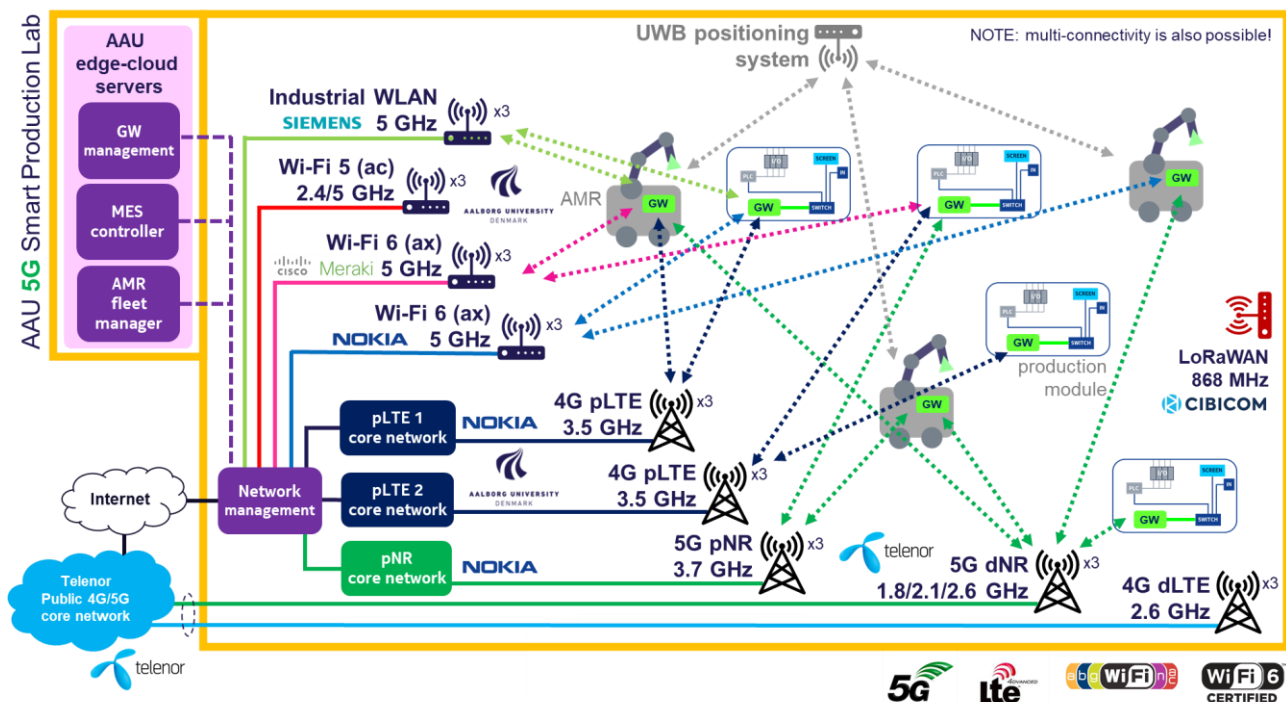 AAU 5G Smart Production Lab
AAU
edge-cloud
servers
GW
management
MES
controller
AMR
fleet
manager
UWB positioning
system
NOTE: multi-connectivity is also possible!
Industrial WLAN
SIEMENS 5 GHz
x3
Wi-Fi 5 (ac)
2.4/5 GHz
x3
AALBORG UNIVERSITY
DENMARK
Wi-Fi 6 (ax)
CISCO Meraki 5 GHz
x3
Wi-Fi 6 (ax)
NOKIA 5 GHz
x3
AMR
GW
PLC
I/O
SCREEN
IN
GW
SWITCH
PLC
I/O
SCREEN
IN
GW
SWITCH
GW
PLC
I/O
SCREEN
IN
GW
SWITCH
production
module
GW
LoRaWAN
868 MHz
CIBICOM
pLTE 1
core network
NOKIA
4G pLTE
3.5 GHz
x3
Internet
Network
management
pLTE 2
core network
AALBORG UNIVERSITY
DENMARK
4G pLTE
3.5 GHz
x3
pNR
core network
NOKIA
5G pNR
3.7 GHz
x3
telenor
5G dNR
1.8/2.1/2.6 GHz
x3
PLC
I/O
SCREEN
IN
GW
SWITCH
4G dLTE
2.6 GHz
x3
Telenor
Public 4G/5G
core network
telenor
5G
Lte
ADVANCED
a b g WiFi n ac
WiFi 6
CERTIFIED